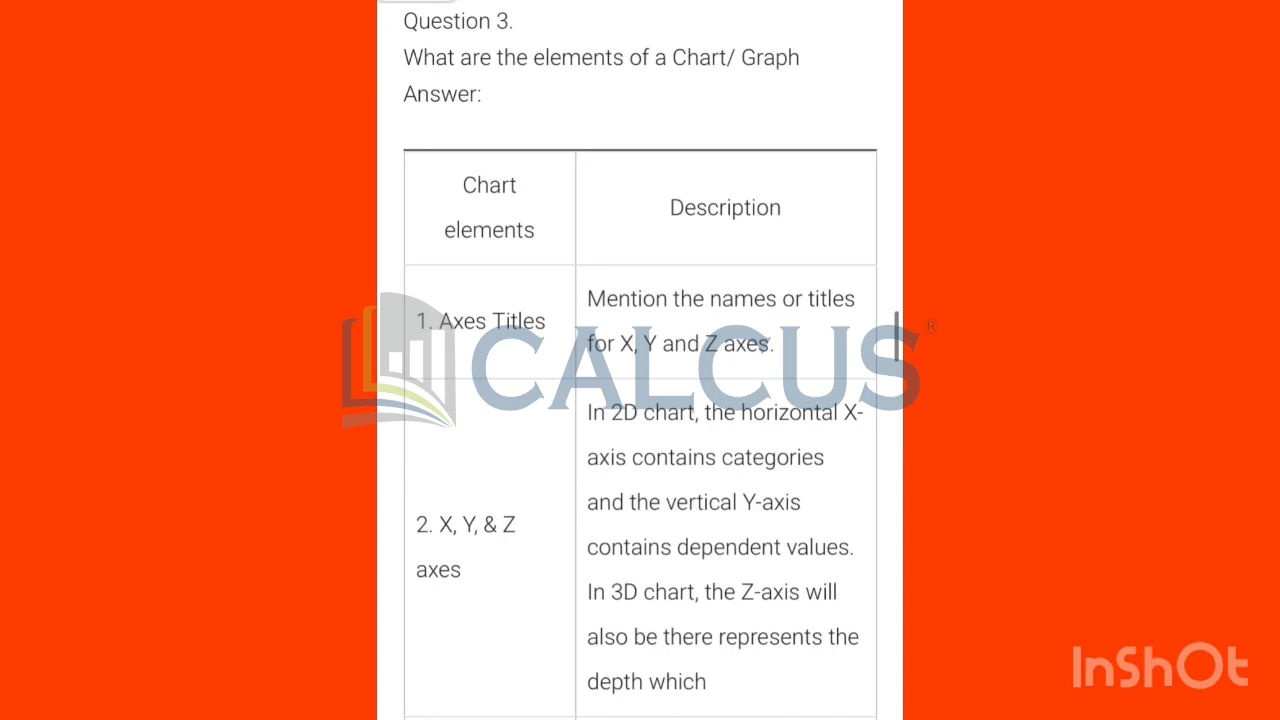 Question 3.
What are the elements of a Chart/ Graph
Answer:
Chart
elements
Description
1. Axes Titles
Mention the names or titles
for X, Y and Z axes.
CALCUS ®
2. X, Y, & Z
axes
In 2D chart, the horizontal X-
axis contains categories
and the vertical Y-axis
contains dependent values.
In 3D chart, the Z-axis will
also be there represents the
depth which
InShOt